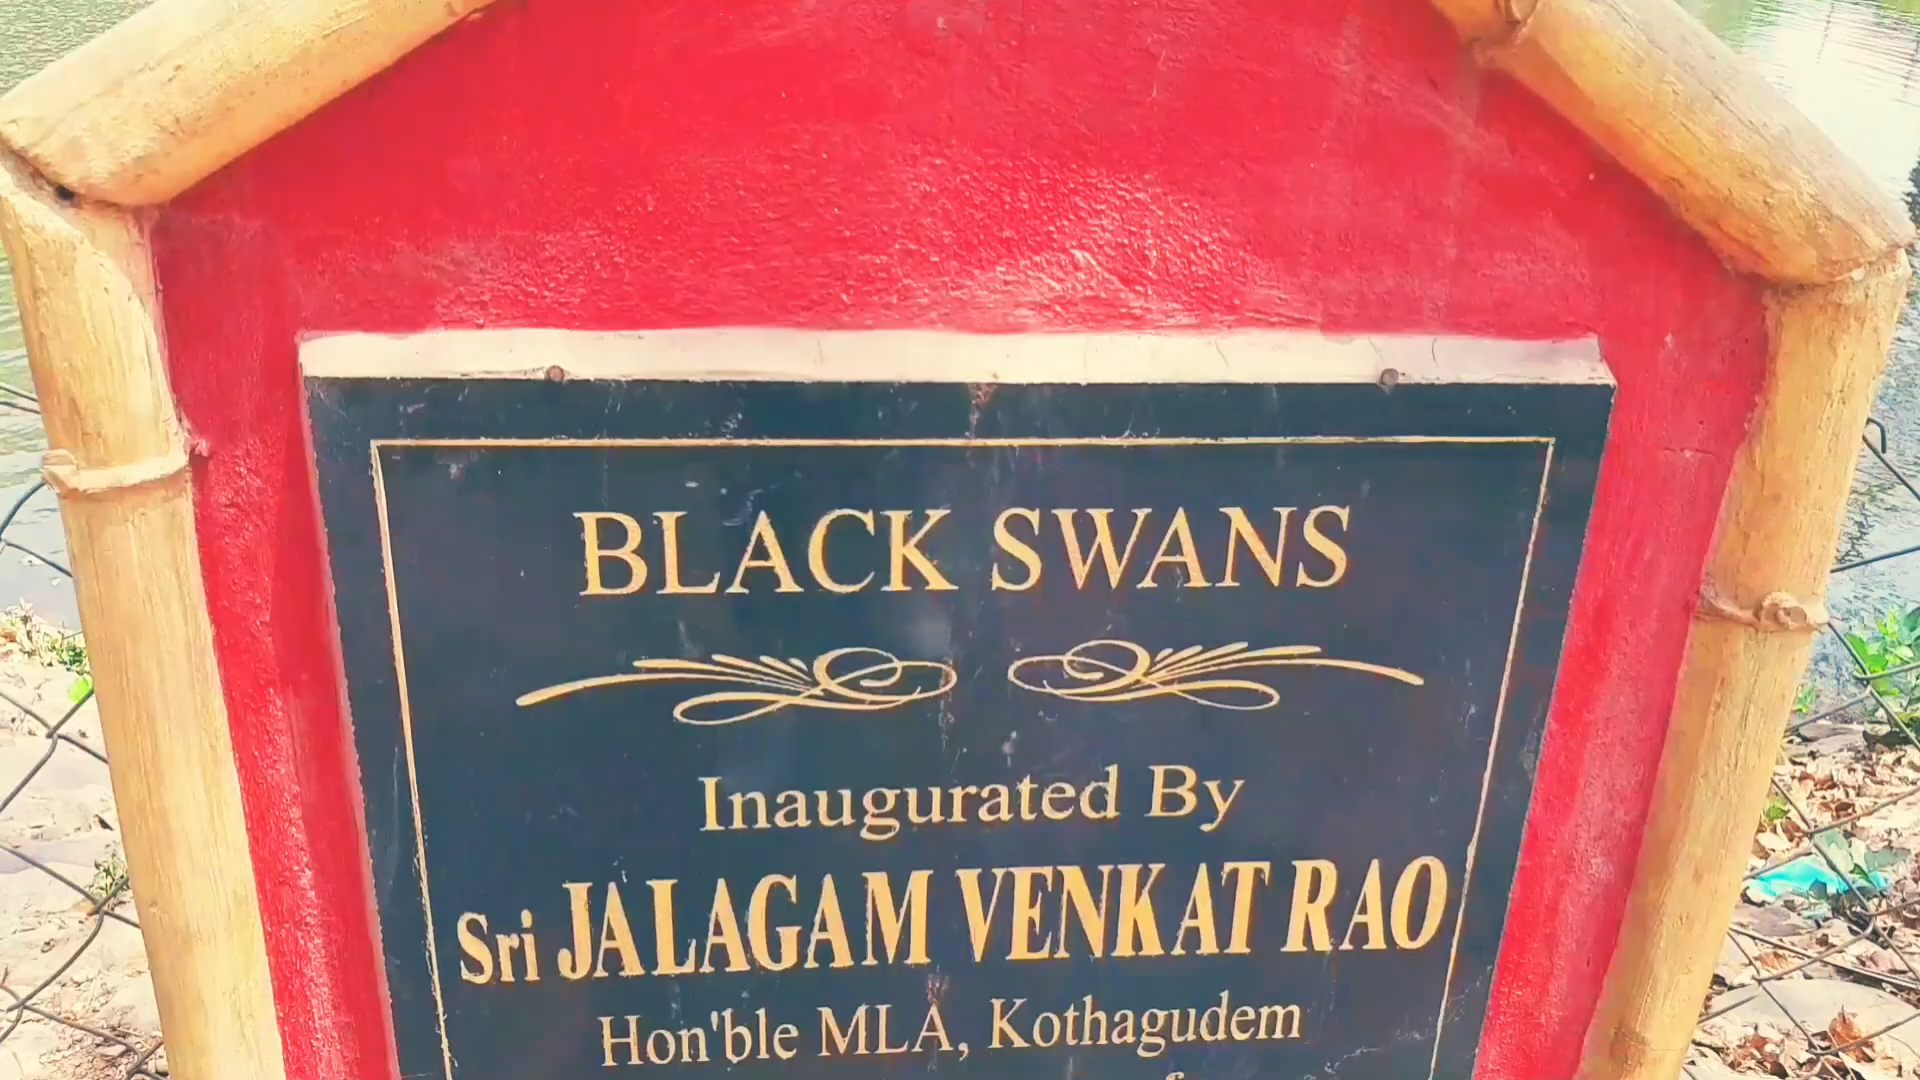 BLACK SWANS
Inaugurated By
Sri JALAGAM VENKAT RAO
Hon'ble MLA, Kothagudem